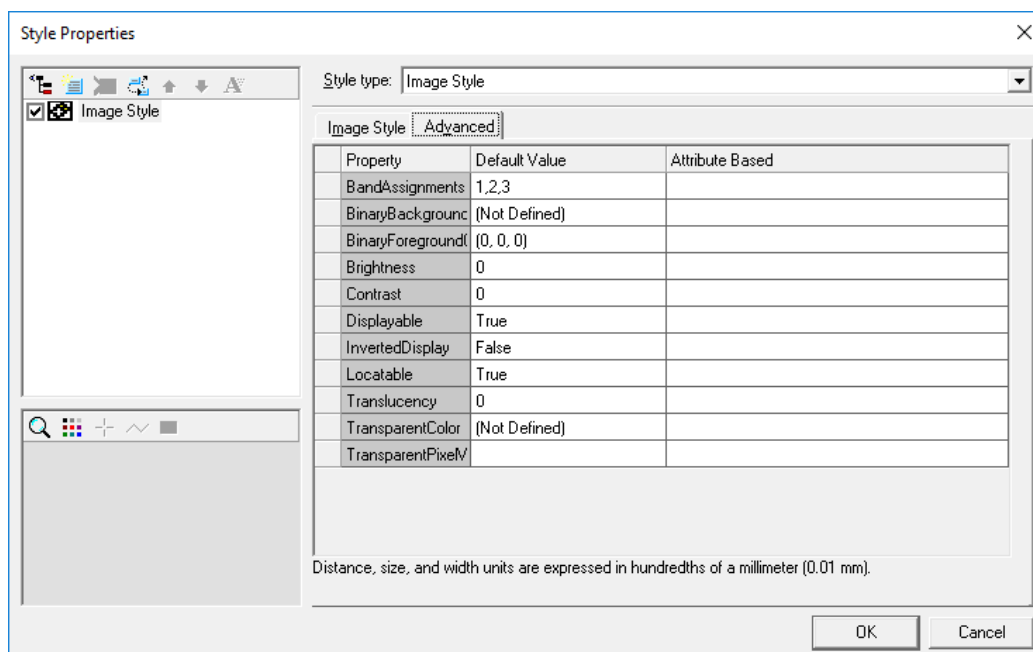 Style Properties
Style type: Image Style
Image Style
Image Style Advanced
Property Default Value Attribute Based
BandAssignments 1,2,3
BinaryBackgrounc (Not Defined)
BinaryForeground( (0, 0, 0)
Brightness 0
Contrast 0
Displayable True
InvertedDisplay False
Locatable True
Translucency 0
TransparentColor (Not Defined)
TransparentPixelV
Distance, size, and width units are expressed in hundredths of a millimeter (0.01 mm).
OK Cancel